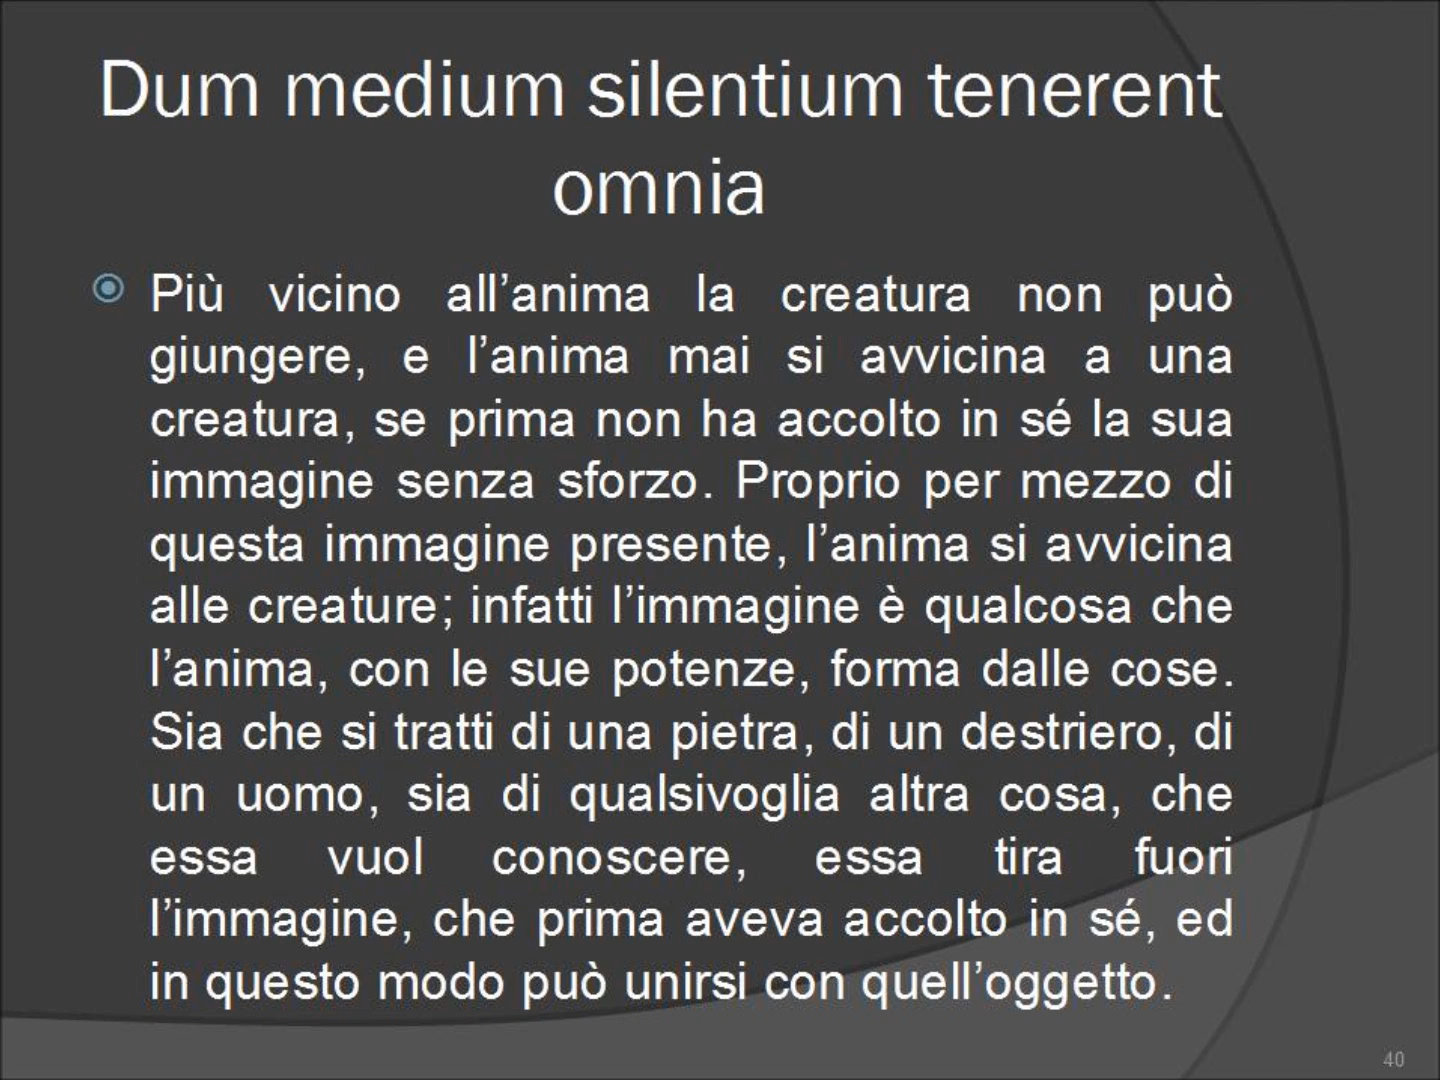 Dum medium silentium tenerent
omnia
Più vicino all’anima la creatura non può
giungere, e l’anima mai si avvicina a una
creatura, se prima non ha accolto in sé la sua
immagine senza sforzo. Proprio per mezzo di
questa immagine presente, l’anima si avvicina
alle creature; infatti l’immagine è qualcosa che
l’anima, con le sue potenze, forma dalle cose.
Sia che si tratti di una pietra, di un destriero, di
un uomo, sia di qualsivoglia altra cosa, che
essa vuol conoscere, essa tira fuori
l’immagine, che prima aveva accolto in sé, ed
in questo modo può unirsi con quell’oggetto.
40